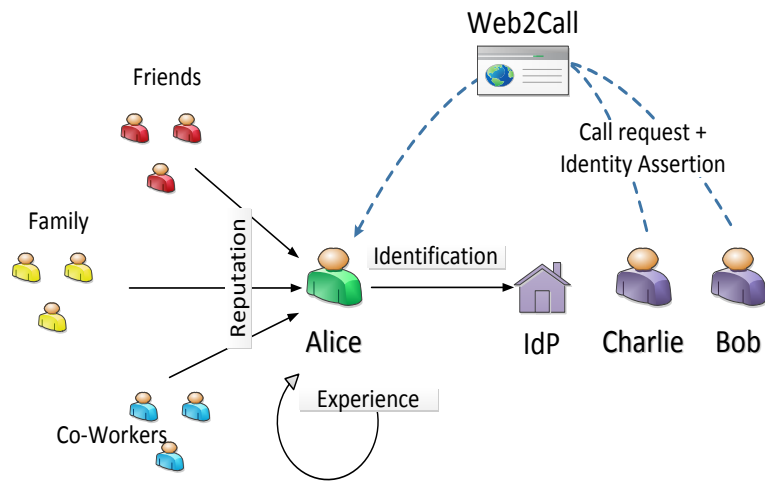 Web2Call
Friends
Call request +
Identity Assertion
Family
Reputation
Identification
Alice
IdP
Charlie
Bob
Experience
Co-Workers